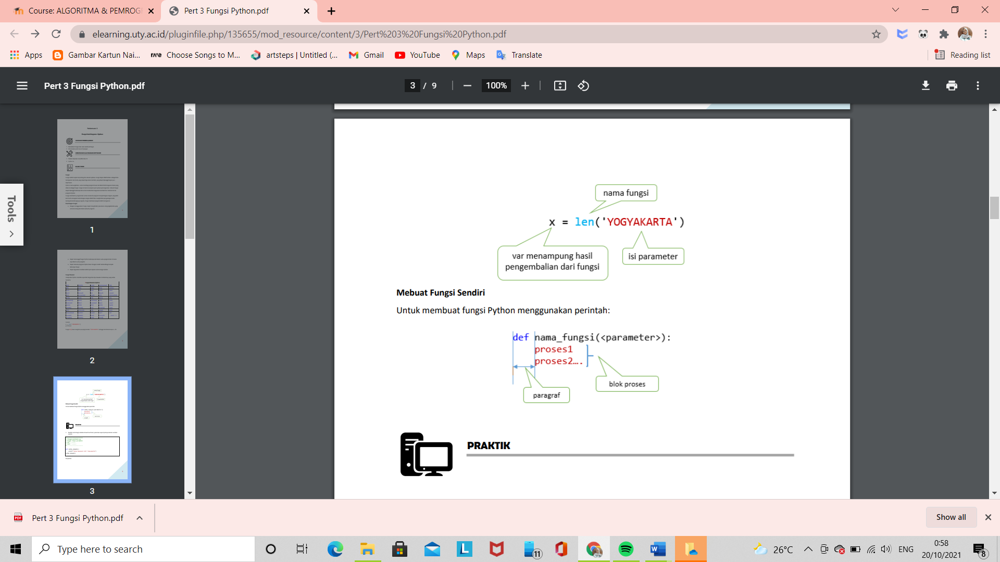 Course: ALGORITMA & PEMROG
Pert 3 Fungsi Python.pdf
elearning.uty.ac.id/pluginfile.php/135655/mod_resource/content/3/Pert%203%20Fungsi%20Python.pdf
Apps
Gambar Kartun Nai...
rave
Choose Songs to M...
artsteps | Untitled (...
Gmail
YouTube
Maps
Translate
Reading list
Pert 3 Fungsi Python.pdf
3 / 9
100%
Tools
1
2
3
nama fungsi
x = len('YOGYAKARTA')
var menampung hasil
pengembalian dari fungsi
isi parameter
Mebuat Fungsi Sendiri
Untuk membuat fungsi Python menggunakan perintah:
def nama_fungsi(<parameter>):
proses1
proses2….
blok proses
paragraf
PRAKTIK
PDF
Pert 3 Fungsi Python.pdf
Show all
Type here to search
L
11
W
26°C
ENG
0:58
20/10/2021
8